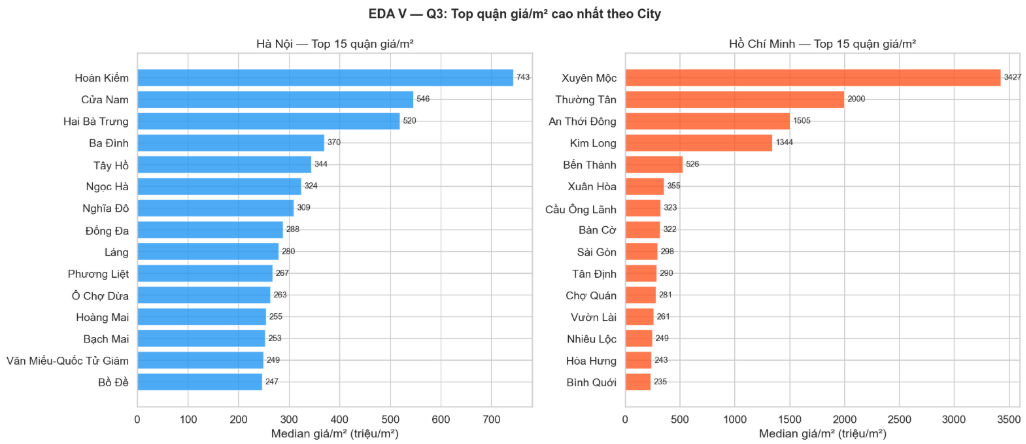 EDA V — Q3: Top quận giá/m² cao nhất theo City
Hà Nội — Top 15 quận giá/m²
Hoàn Kiếm
743
Cửa Nam
546
Hai Bà Trưng
520
Ba Đình
370
Tây Hồ
344
Ngọc Hà
324
Nghĩa Đô
309
Đống Đa
288
Láng
280
Phương Liệt
267
Ô Chợ Dừa
263
Hoàng Mai
255
Bạch Mai
253
Văn Miếu-Quốc Tử Giám
249
Bồ Đề
247
0 100 200 300 400 500 600 700
Median giá/m² (triệu/m²)
Hồ Chí Minh — Top 15 quận giá/m²
Xuyên Mộc
3427
Thường Tân
2000
An Thới Đông
1505
Kim Long
1344
Bến Thành
526
Xuân Hòa
355
Cầu Ông Lãnh
323
Bàn Cờ
322
Sài Gòn
298
Tân Định
290
Chợ Quán
281
Vườn Lài
261
Nhiêu Lộc
249
Hòa Hưng
243
Bình Quới
235
0 500 1000 1500 2000 2500 3000 3500
Median giá/m² (triệu/m²)